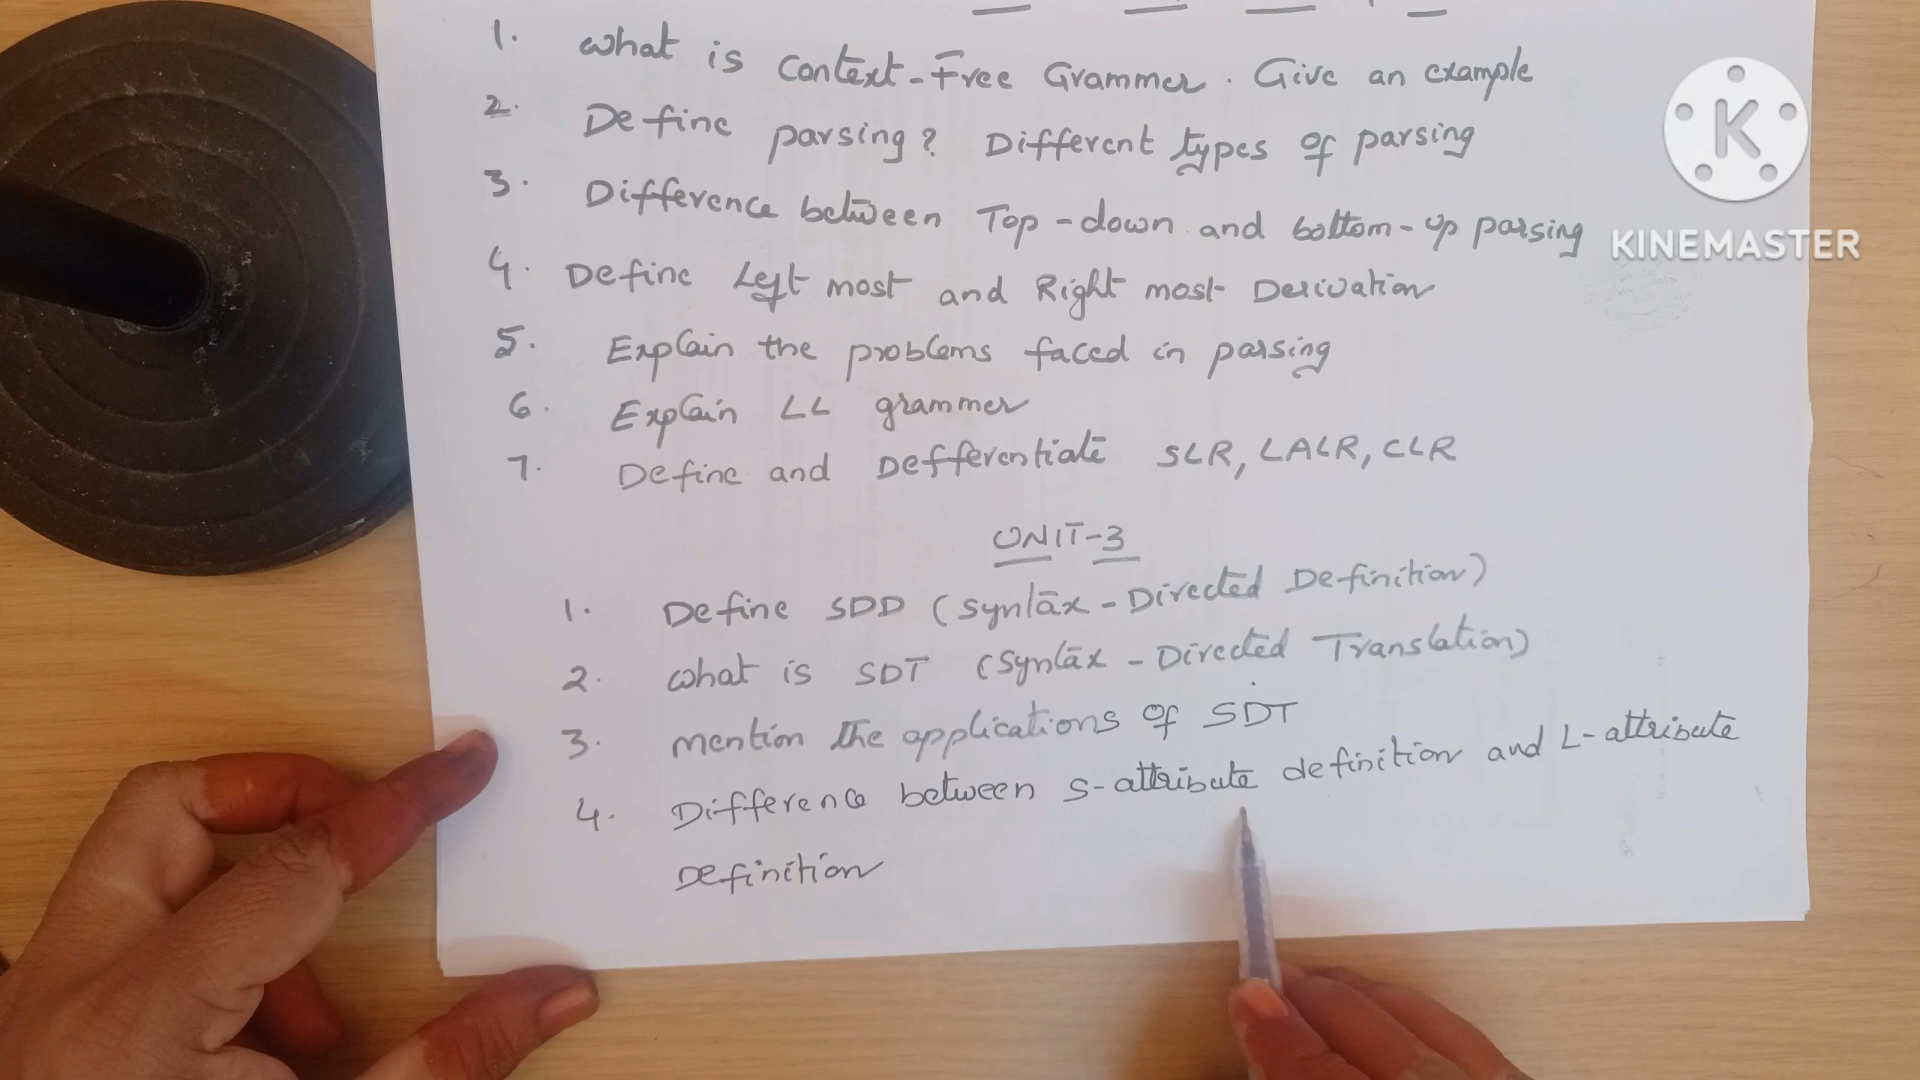 1. What is Context-Free Grammer. Give an example
2. Define parsing? Different types of parsing
3. Difference between Top-down and bottom-up parsing
4. Define Left most and Right most Derivation
5. Explain the problems faced in parsing
6. Explain LL grammer
7. Define and Defferentiate SLR, LALR, CLR
UNIT-3
1. Define SDD (Syntax-Directed Definition)
2. What is SDT (Syntax-Directed Translation)
3. Mention the applications of SDT
4. Difference between S-attribute definition and L-attribute
Definition
K
KINEMASTER